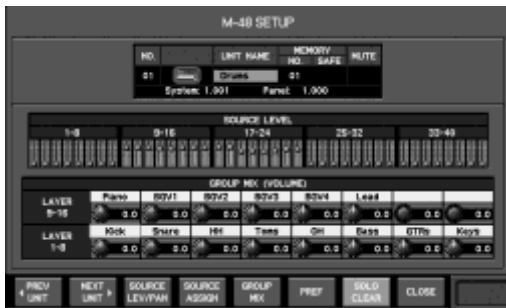 M-48 SETUP
NO. UNIT NAME MEMORY NO. SAFE MUTE
01 Drums 01
System: 1.001 Panel: 1.000
SOURCE LEVEL
1-8 9-16 17-24 25-32 33-40
GROUP MIX (VOLUME)
LAYER 9-16
Piano BGV1 BGV2 BGV3 BGV4 Lead
0.0 0.0 0.0 0.0 0.0 0.0 0.0 0.0
LAYER 1-8
Kick Snare HH Toms OH Bass GTRs Keys
0.0 0.0 0.0 0.0 0.0 0.0 0.0 0.0
PREV UNIT
NEXT UNIT
SOURCE LEV/PAN
SOURCE ASSIGN
GROUP MIX
PREF
SOLO CLEAR
CLOSE